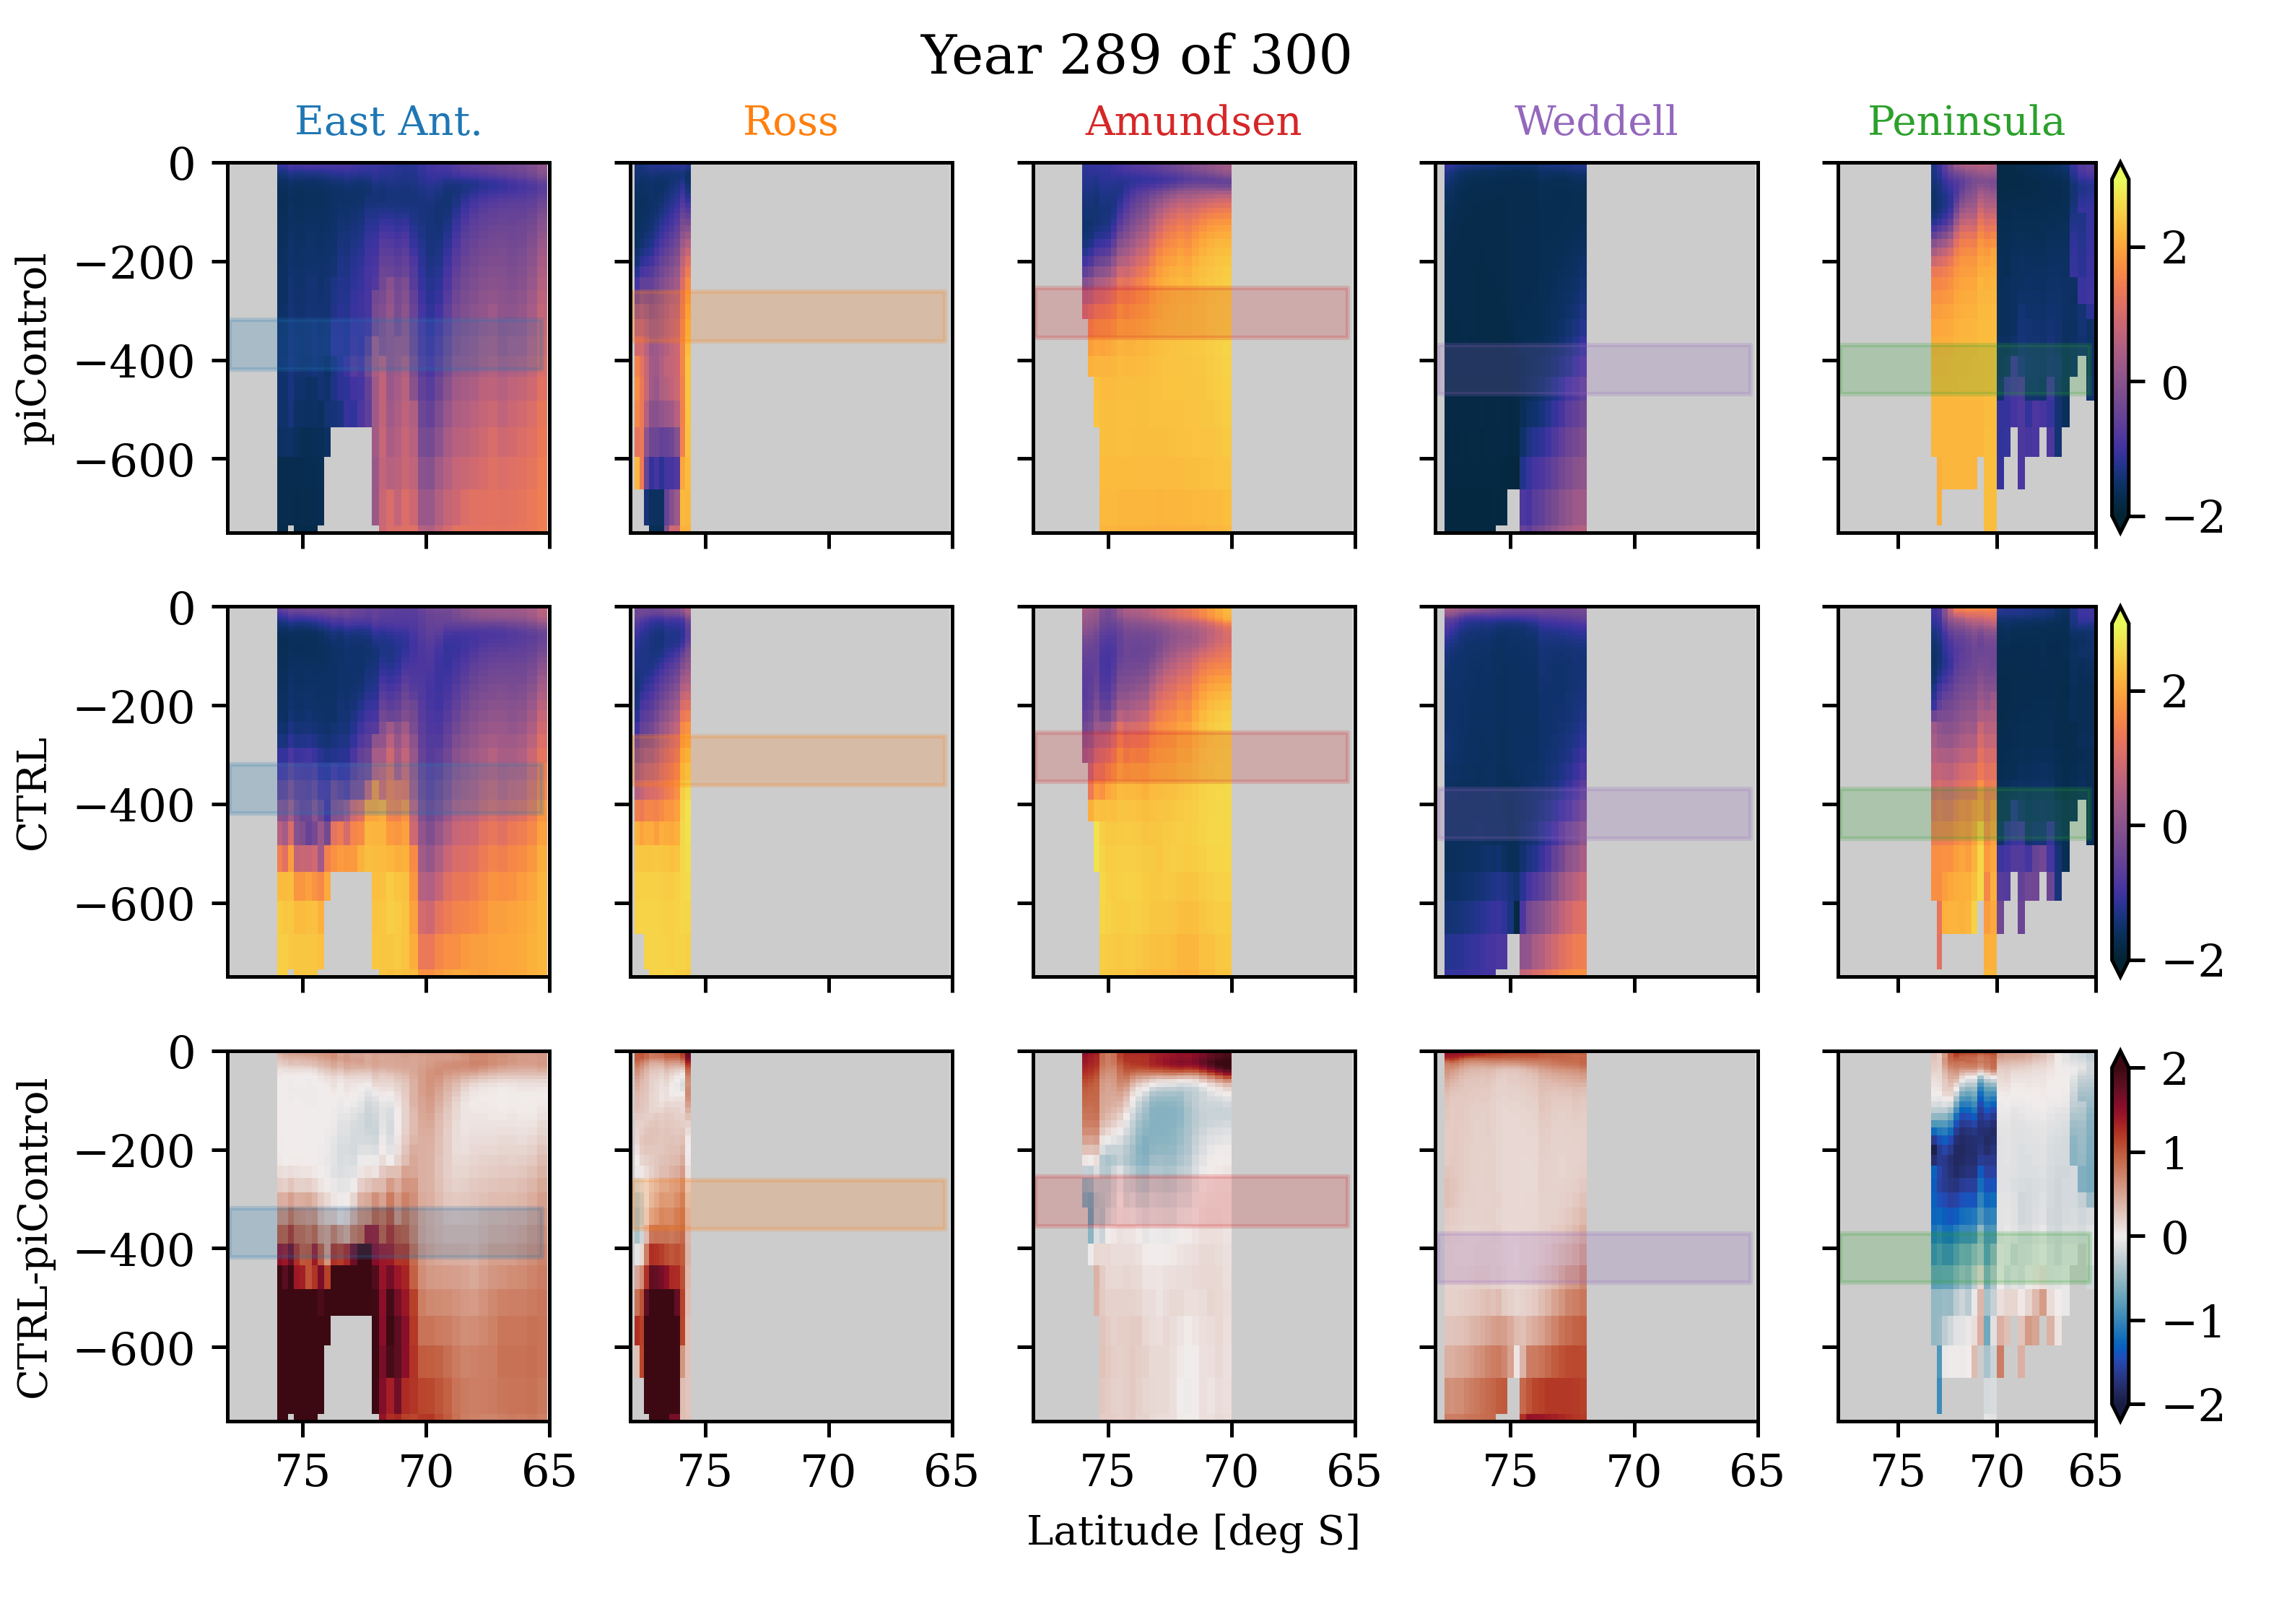 Year 289 of 300
East Ant.
Ross
Amundsen
Weddell
Peninsula
piControl
0
−200
−400
−600
2
0
−2
CTRL
0
−200
−400
−600
2
0
−2
CTRL-piControl
0
−200
−400
−600
2
1
0
−1
−2
75 70 65
75 70 65
75 70 65
75 70 65
75 70 65
Latitude [deg S]